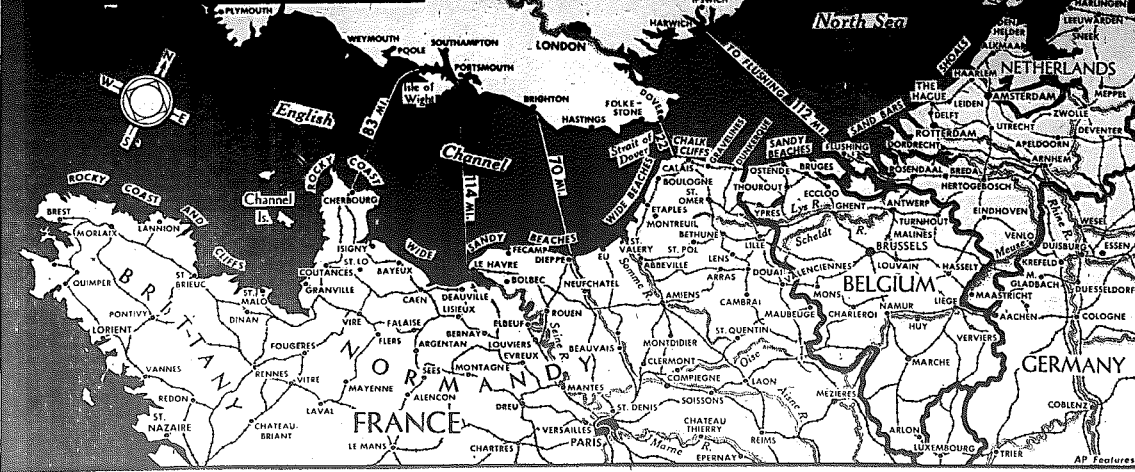 PLYMOUTH
WEYMOUTH
POOLE
SOUTHAMPTON
PORTSMOUTH
Isle of
Wight
LONDON
HARWICH
IPSWICH
North Sea
BRIGHTON
HASTINGS
FOLKE-
STONE
DOVER
English
Channel
83 MI.
114 MI.
70 MI.
22
TO FLUSHING 112 MI.
Strait of
Dover
N
W
E
S
HARLINGEN
DEN
HELDER
LEEUWARDEN
SNEEK
ALKMAAR
NETHERLANDS
SHOALS
HAARLEM
AMSTERDAM
MEPPEL
THE
HAGUE
LEIDEN
ZWOLLE
DELFT
UTRECHT
DEVENTER
ROTTERDAM
APELDOORN
DORDRECHT
ARNHEM
SAND BARS
FLUSHING
ROSENDAAL
BREDA
HERTOGEBOSCH
SANDY
BEACHES
CHALK
CLIFFS
GRAVELINES
DUNKERQUE
OSTENDE
BRUGES
CALAIS
BOULOGNE
ST.
OMER
THOUROUT
ECCLOO
GHENT
ANTWERP
Lys R.
YPRES
TURNHOUT
EINDHOVEN
Rhine R.
WESEL
WIDE BEACHES
ETAPLES
MONTREUIL
BETHUNE
LILLE
Scheldt
R.
MALINES
BRUSSELS
VENLO
Meuse
DUISBURG
ESSEN
KREFELD
LOUVAIN
HASSELT
M.
GLADBACH
DUESSELDORF
ST.
VALERY
ST. POL
LENS
DOUAI
VALENCIENNES
BELGIUM
MAASTRICHT
ABBEVILLE
ARRAS
MONS
NAMUR
LIEGE
AACHEN
COLOGNE
Somme R.
CAMBRAI
MAUBEUGE
CHARLEROI
HUY
VERVIERS
AMIENS
ROCKY
COAST
AND
CLIFFS
ROCKY
COAST
Channel
Is.
CHERBOURG
WIDE
SANDY
BEACHES
FECAMP
DIEPPE
EU
LE HAVRE
BOLBEC
NEUFCHATEL
BREST
MORLAIX
LANNION
ISIGNY
ST. LO
BAYEUX
COUTANCES
GRANVILLE
CAEN
DEAUVILLE
LISIEUX
ROUEN
ELBEUF
Seine R.
QUIMPER
ST.
BRIEUC
ST.
MALO
DINAN
PONTIVY
BRITTANY
LORIENT
VIRE
FALAISE
FLERS
ARGENTAN
BERNAY
LOUVIERS
EVREUX
BEAUVAIS
MONTDIDIER
ST. QUENTIN
Oise
CLERMONT
COMPIEGNE
LAON
MARCHE
GERMANY
FOUGERES
NORMANDY
SEES
MONTAGNE
MANTES
SOISSONS
Aisne R.
MEZIERES
VANNES
RENNES
VITRE
MAYENNE
ALENCON
DREU
ST. DENIS
COBLENZ
REDON
LAVAL
FRANCE
VERSAILLES
CHATEAU
THIERRY
ARLON
ST.
NAZAIRE
CHATEAU-
BRIANT
LE MANS
CHARTRES
PARIS
Marne
R.
REIMS
EPERNAY
LUXEMBOURG
TRIER
AP Features